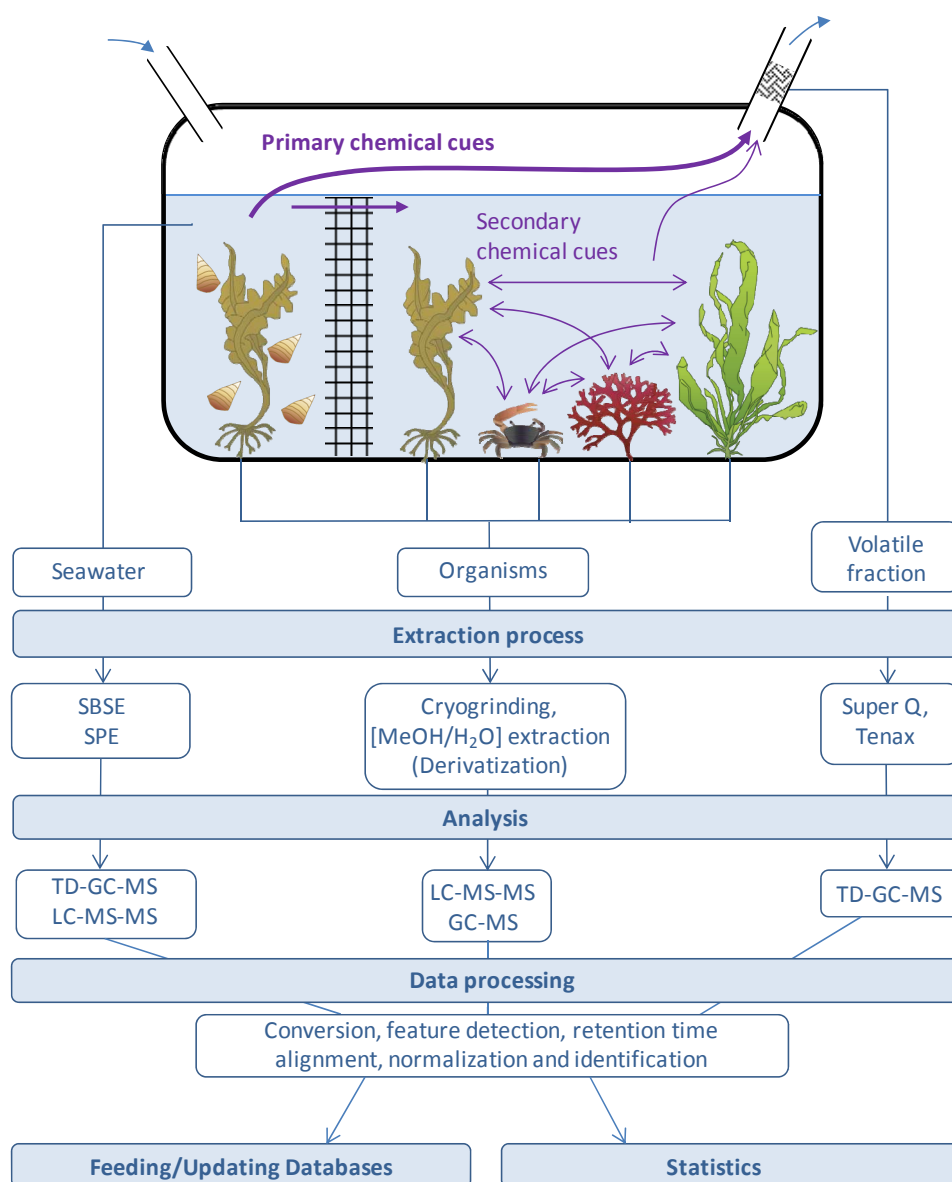 Primary chemical cues
Secondary
chemical cues
Seawater
Organisms
Volatile
fraction
Extraction process
SBSE
SPE
Cryogrinding,
[MeOH/H₂O] extraction
(Derivatization)
Super Q,
Tenax
Analysis
TD-GC-MS
LC-MS-MS
LC-MS-MS
GC-MS
TD-GC-MS
Data processing
Conversion, feature detection, retention time
alignment, normalization and identification
Feeding/Updating Databases
Statistics